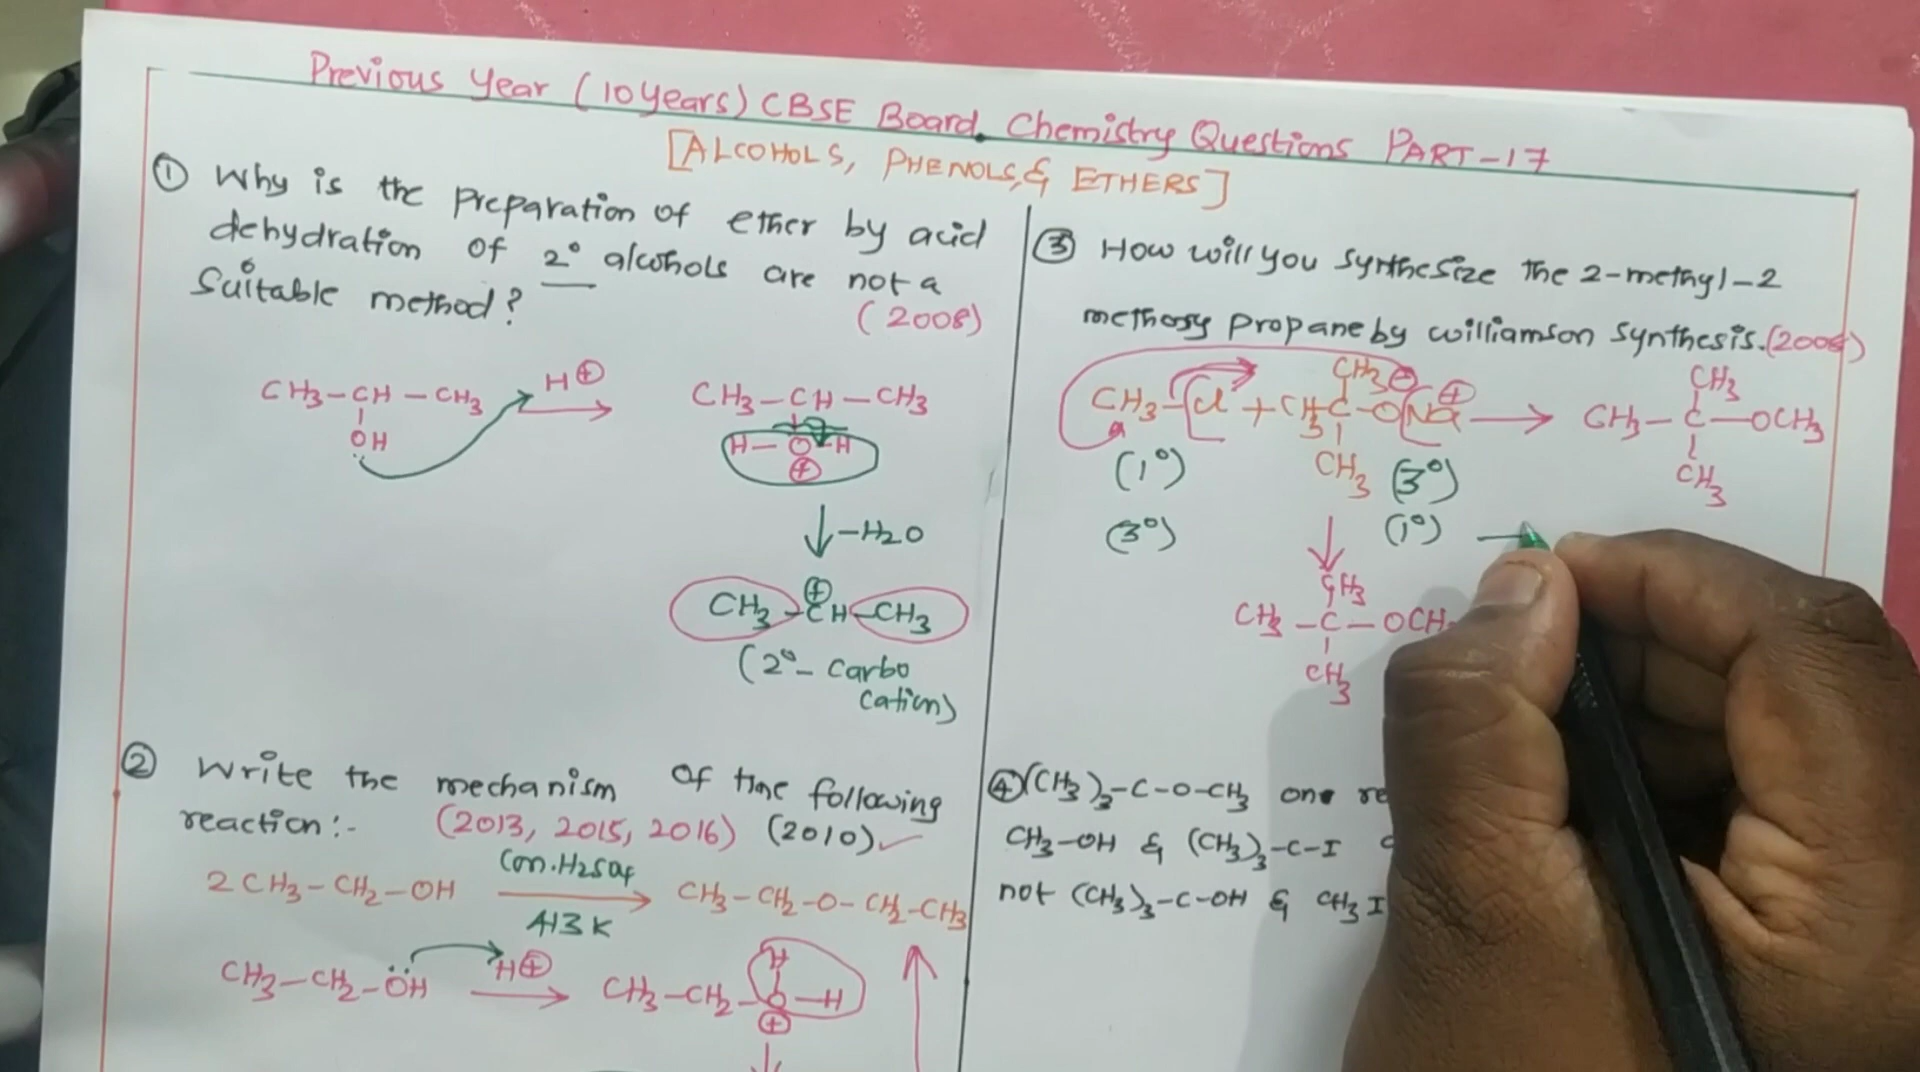 Previous Year (10 years) CBSE Board Chemistry Questions PART-17
[ALCOHOLS, PHENOLS, & ETHERS]
① Why is the preparation of ether by acid
dehydration of 2° alcohols are not a
suitable method?
(2008)
CH3-CH-CH3 H⊕
OH
CH3-CH-CH3
H-O-H
⊕
-H2O
⊕
CH3-CH-CH3
(2°- carbo
cation)
② Write the mechanism of the following
reaction:- (2013, 2015, 2016) (2010) ✓
2 CH3-CH2-OH Con.H2SO4 413 K CH3-CH2-O-CH2-CH3
CH3-CH2-ÖH H⊕ CH3-CH2-O-H
H
⊕
③ How will you synthesize the 2-methyl-2
methoxy propane by williamson synthesis.
CH3 ⊖ ⊕ CH3
CH3-Cl + CH3-C-ONa → CH3-C-OCH3
(1°) CH3 (3°) CH3
(3°) (1°)
CH3
CH3-C-OCH
CH3
④ (CH3)3-C-O-CH3 on
CH3-OH & (CH3)3-C-I
not (CH3)3-C-OH & CH3I